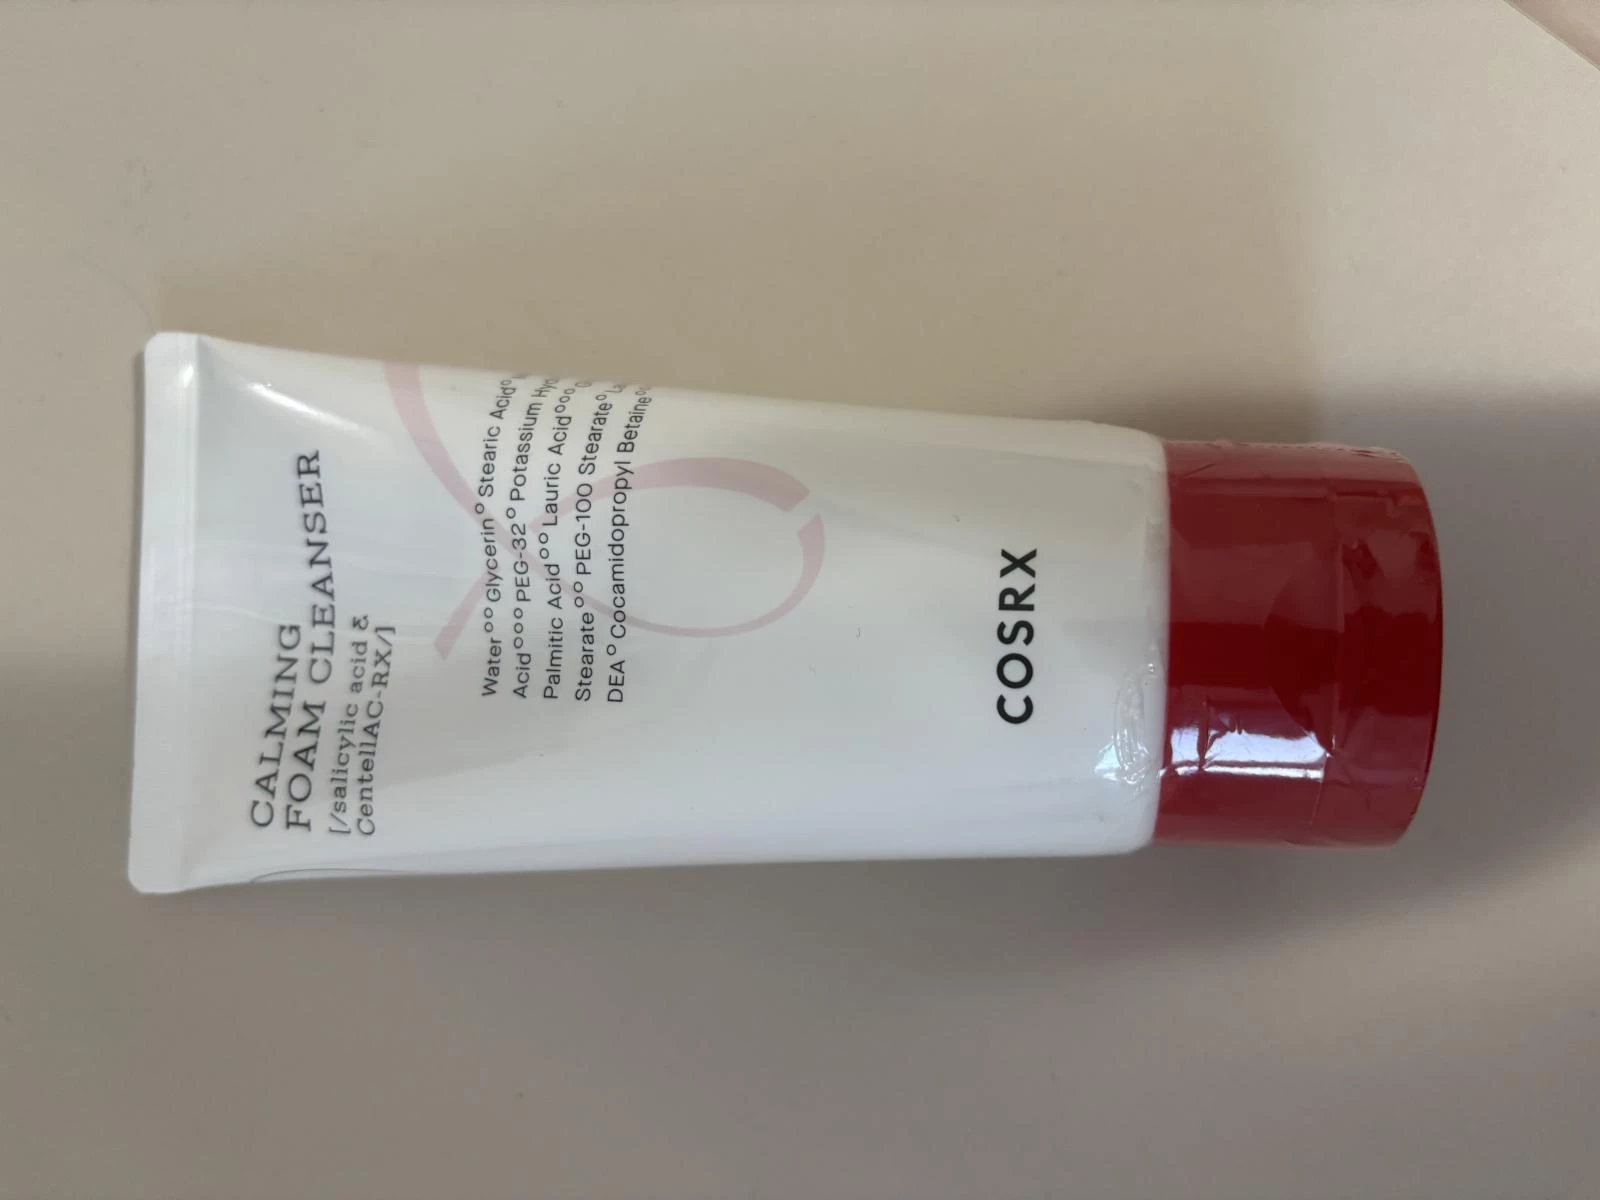 CALMING
FOAM CLEANSER
[/salicylic acid &
CentellAC-RX/]
Water°° Glycerin° Stearic Acid°
Acid°°° PEG-32° Potassium Hyd
Palmitic Acid°° Lauric Acid°°°
Stearate°° PEG-100 Stearate°
DEA° Cocamidopropyl Betaine°
COSRX